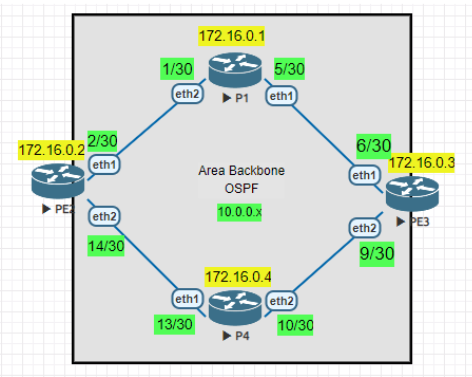 172.16.0.1
1/30
5/30
eth2
eth1
P1
172.16.0.2
2/30
6/30
172.16.0.3
eth1
eth1
Area Backbone
OSPF
10.0.0.x
PE2
PE3
eth2
eth2
14/30
9/30
172.16.0.4
eth1
eth2
13/30
10/30
P4